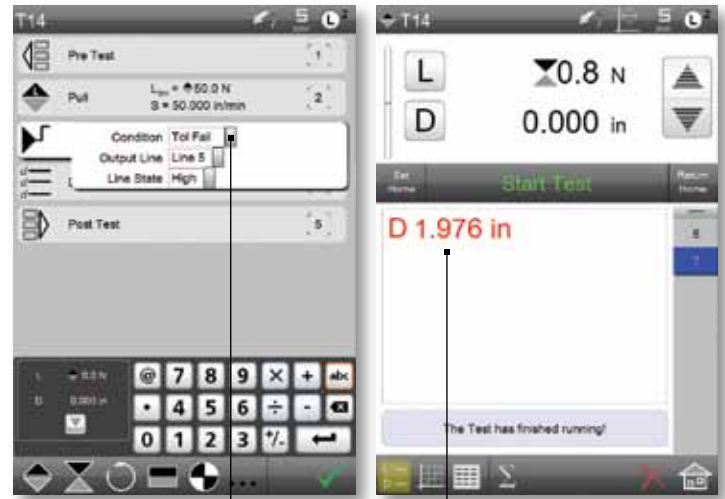 T14
Pre Test
1
Pull
= 50.0 N
S = 50.000 in/min
2
Condition Tol Fail
Output Line Line 5
Line State High
Post Test
5
L
D 0.000 in
@ 7 8 9 × + abc
• 4 5 6 ÷ -
0 1 2 3 +/-
...
T14
L 0.8 N
D 0.000 in
Set Home
Start Test
Return Home
D 1.976 in
6
7
The Test has finished running!